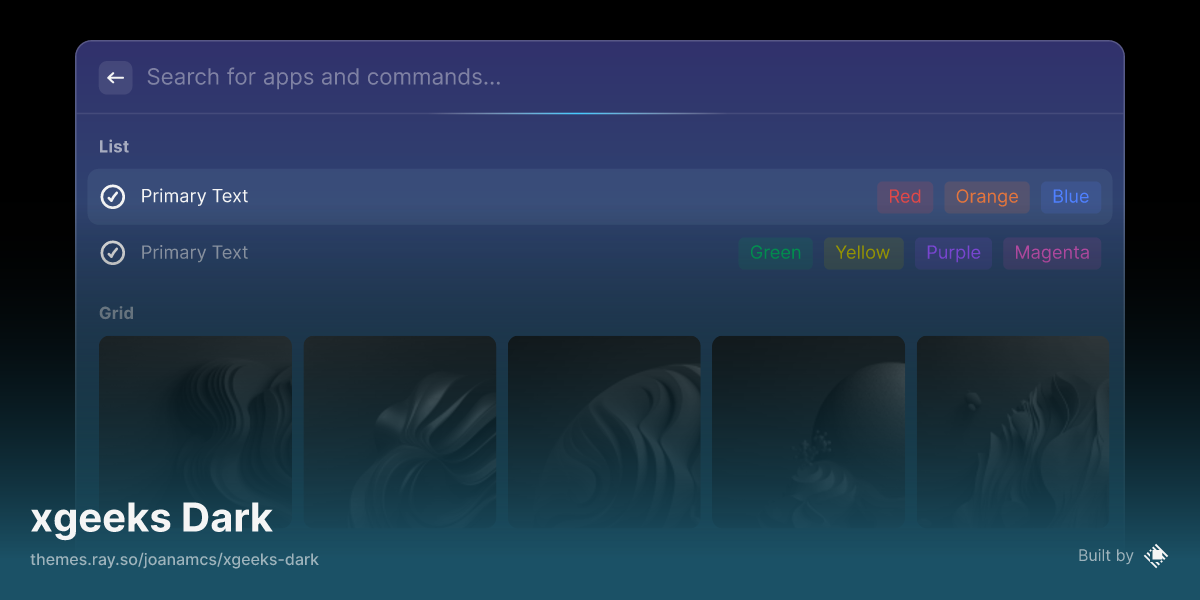 Search for apps and commands...
List
Primary Text Red Orange Blue
Primary Text Green Yellow Purple Magenta
Grid
xgeeks Dark
themes.ray.so/joanamcs/xgeeks-dark
Built by